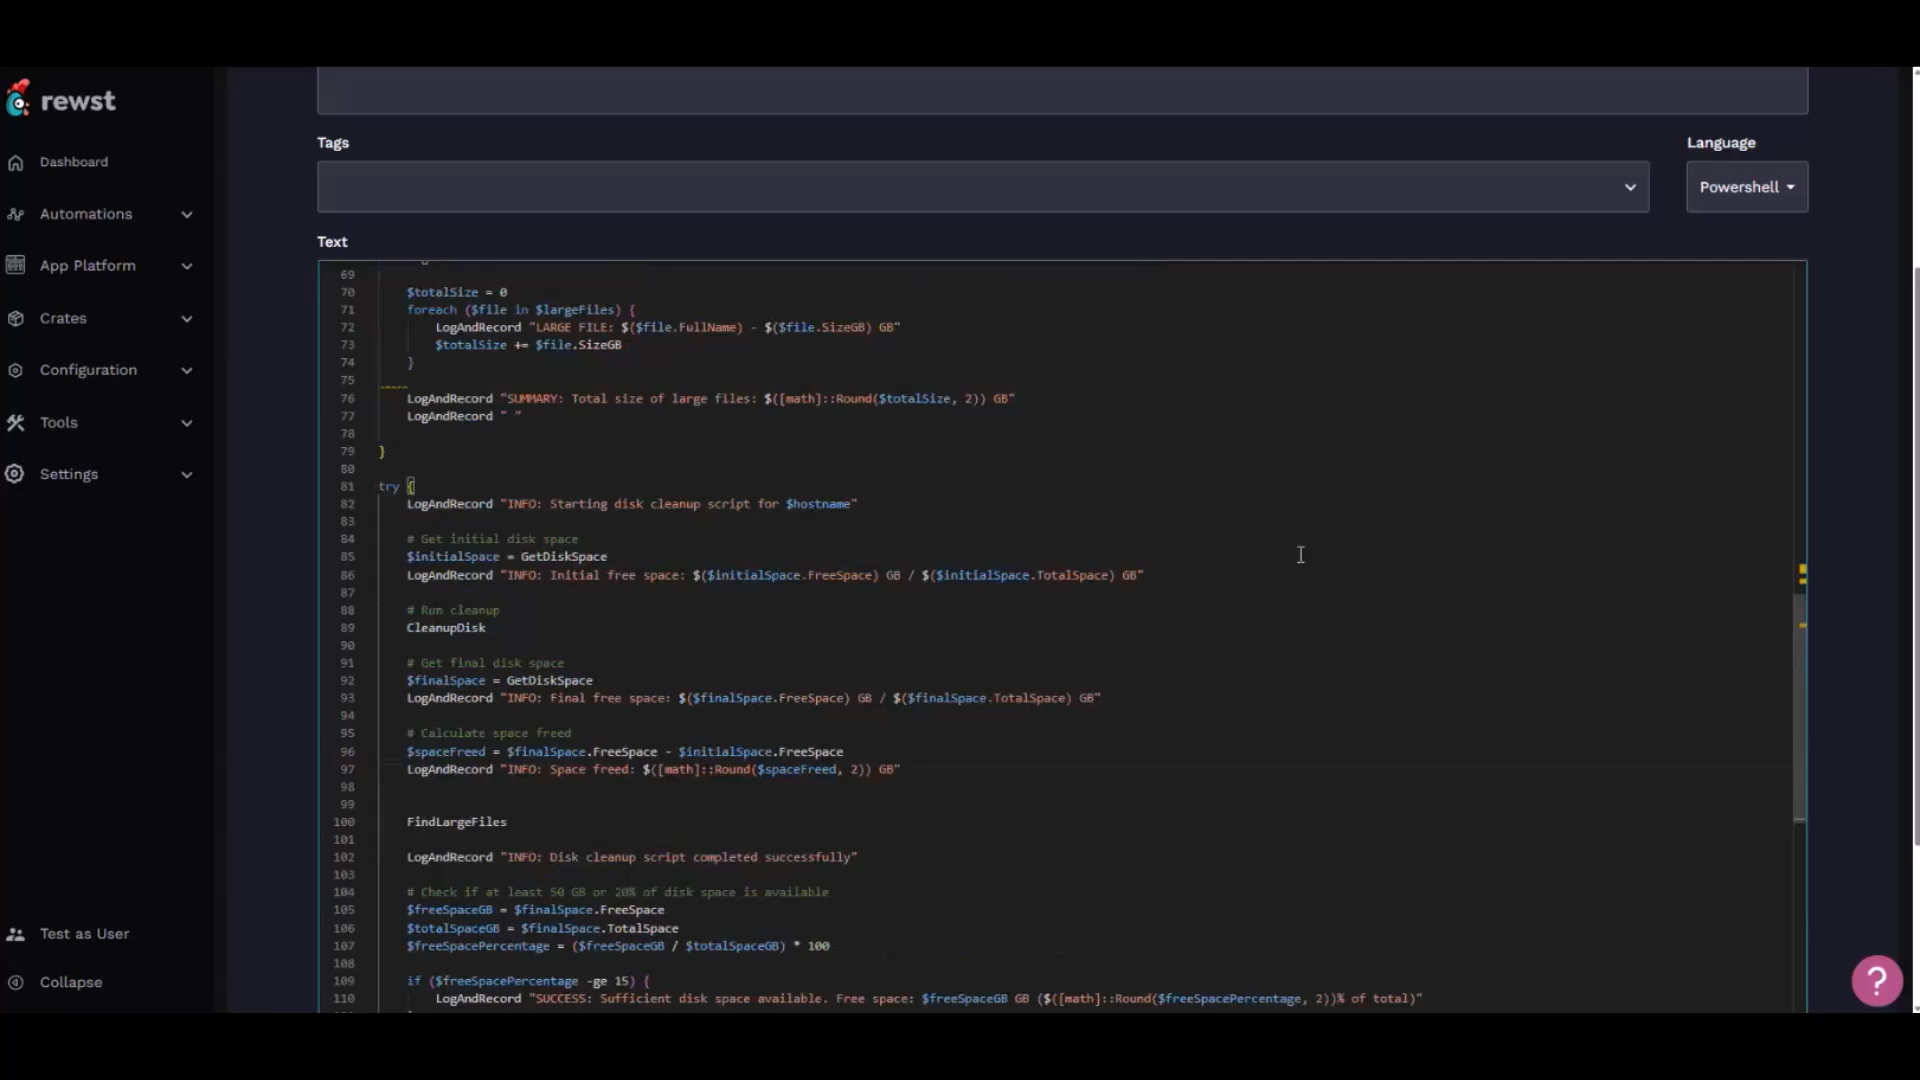 rewst
Dashboard
Automations
App Platform
Crates
Configuration
Tools
Settings
Test as User
Collapse
Tags
Language
Powershell
Text
69
70 $totalSize = 0
71 foreach ($file in $largeFiles) {
72 LogAndRecord "LARGE FILE: $($file.FullName) - $($file.SizeGB) GB"
73 $totalSize += $file.SizeGB
74 }
75
76 LogAndRecord "SUMMARY: Total size of large files: $([math]::Round($totalSize, 2)) GB"
77 LogAndRecord " "
78
79 }
80
81 try {
82 LogAndRecord "INFO: Starting disk cleanup script for $hostname"
83
84 # Get initial disk space
85 $initialSpace = GetDiskSpace
86 LogAndRecord "INFO: Initial free space: $($initialSpace.FreeSpace) GB / $($initialSpace.TotalSpace) GB"
87
88 # Run cleanup
89 CleanupDisk
90
91 # Get final disk space
92 $finalSpace = GetDiskSpace
93 LogAndRecord "INFO: Final free space: $($finalSpace.FreeSpace) GB / $($finalSpace.TotalSpace) GB"
94
95 # Calculate space freed
96 $spaceFreed = $finalSpace.FreeSpace - $initialSpace.FreeSpace
97 LogAndRecord "INFO: Space freed: $([math]::Round($spaceFreed, 2)) GB"
98
99
100 FindLargeFiles
101
102 LogAndRecord "INFO: Disk cleanup script completed successfully"
103
104 # Check if at least 50 GB or 20% of disk space is available
105 $freeSpaceGB = $finalSpace.FreeSpace
106 $totalSpaceGB = $finalSpace.TotalSpace
107 $freeSpacePercentage = ($freeSpaceGB / $totalSpaceGB) * 100
108
109 if ($freeSpacePercentage -ge 15) {
110 LogAndRecord "SUCCESS: Sufficient disk space available. Free space: $freeSpaceGB GB ($([math]::Round($freeSpacePercentage, 2))% of total)"
?